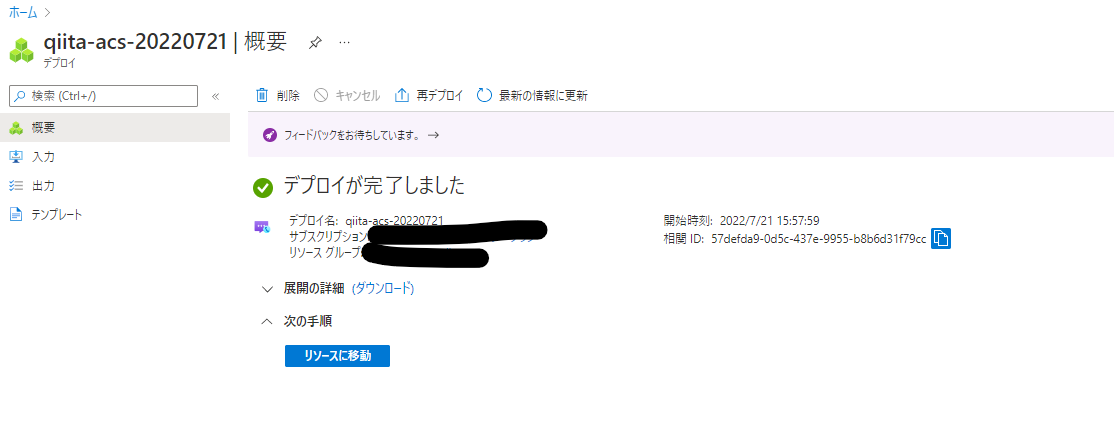 ホーム
qiita-acs-20220721 | 概要
デプロイ
検索 (Ctrl+/)
削除 キャンセル 再デプロイ 最新の情報に更新
概要
入力
出力
テンプレート
フィードバックをお待ちしています。 →
デプロイが完了しました
デプロイ名: qiita-acs-20220721
サブスクリプション
リソース グループ:
開始時刻: 2022/7/21 15:57:59
相関 ID: 57defda9-0d5c-437e-9955-b8b6d31f79cc
展開の詳細 (ダウンロード)
次の手順
リソースに移動